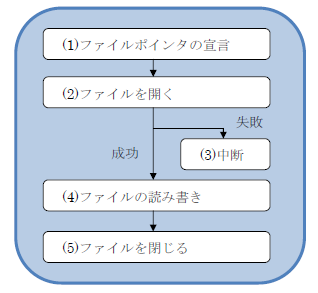 (1)ファイルポインタの宣言
(2)ファイルを開く
失敗
成功
(3)中断
(4)ファイルの読み書き
(5)ファイルを閉じる